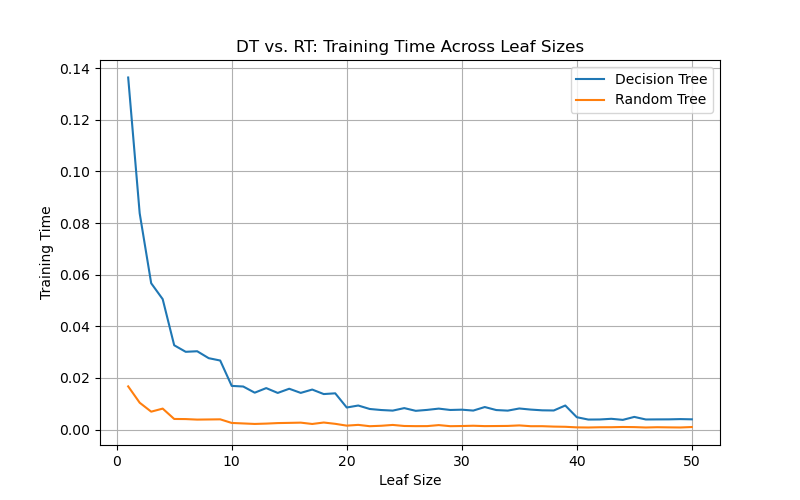 DT vs. RT: Training Time Across Leaf Sizes
Decision Tree
Random Tree
Training Time
0.14
0.12
0.10
0.08
0.06
0.04
0.02
0.00
0 10 20 30 40 50
Leaf Size